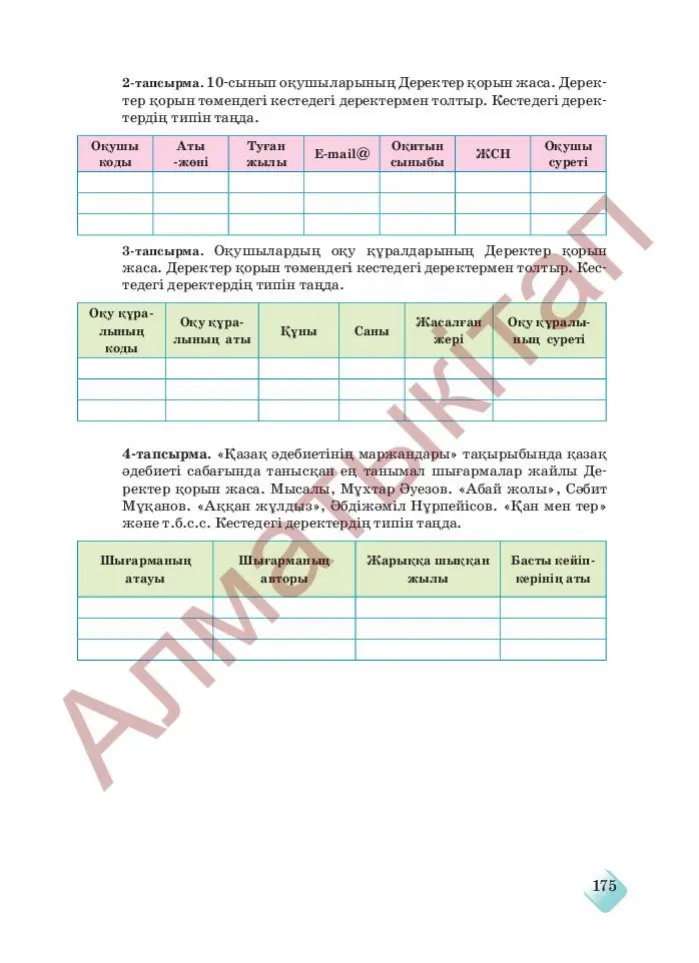 2-тапсырма. 10-сынып оқушыларының Деректер қорын жаса. Дерек-
тер қорын төмендегі кестедегі деректермен толтыр. Кестедегі дерек-
тердің типін таңда.
Оқушы коды
Аты -жөні
Туған жылы
E-mail@
Оқитын сыныбы
ЖСН
Оқушы суреті
3-тапсырма. Оқушылардың оқу құралдарының Деректер қорын
жаса. Деректер қорын төмендегі кестедегі деректермен толтыр. Кес-
тедегі деректердің типін таңда.
Оқу құра-
лының
коды
Оқу құра-
лының аты
Құны
Саны
Жасалған
жері
Оқу құралы-
ның суреті
4-тапсырма. «Қазақ әдебиетінің маржандары» тақырыбында қазақ
әдебиеті сабағында танысқан ең танымал шығармалар жайлы Де-
ректер қорын жаса. Мысалы, Мұхтар Әуезов. «Абай жолы», Сәбит
Мұқанов. «Аққан жұлдыз», Әбдіжәміл Нұрпейісов. «Қан мен тер»
және т.б.с.с. Кестедегі деректердің типін таңда.
Шығарманың
атауы
Шығарманың
авторы
Жарыққа шыққан
жылы
Басты кейіп-
керінің аты
Алматыкітап
175